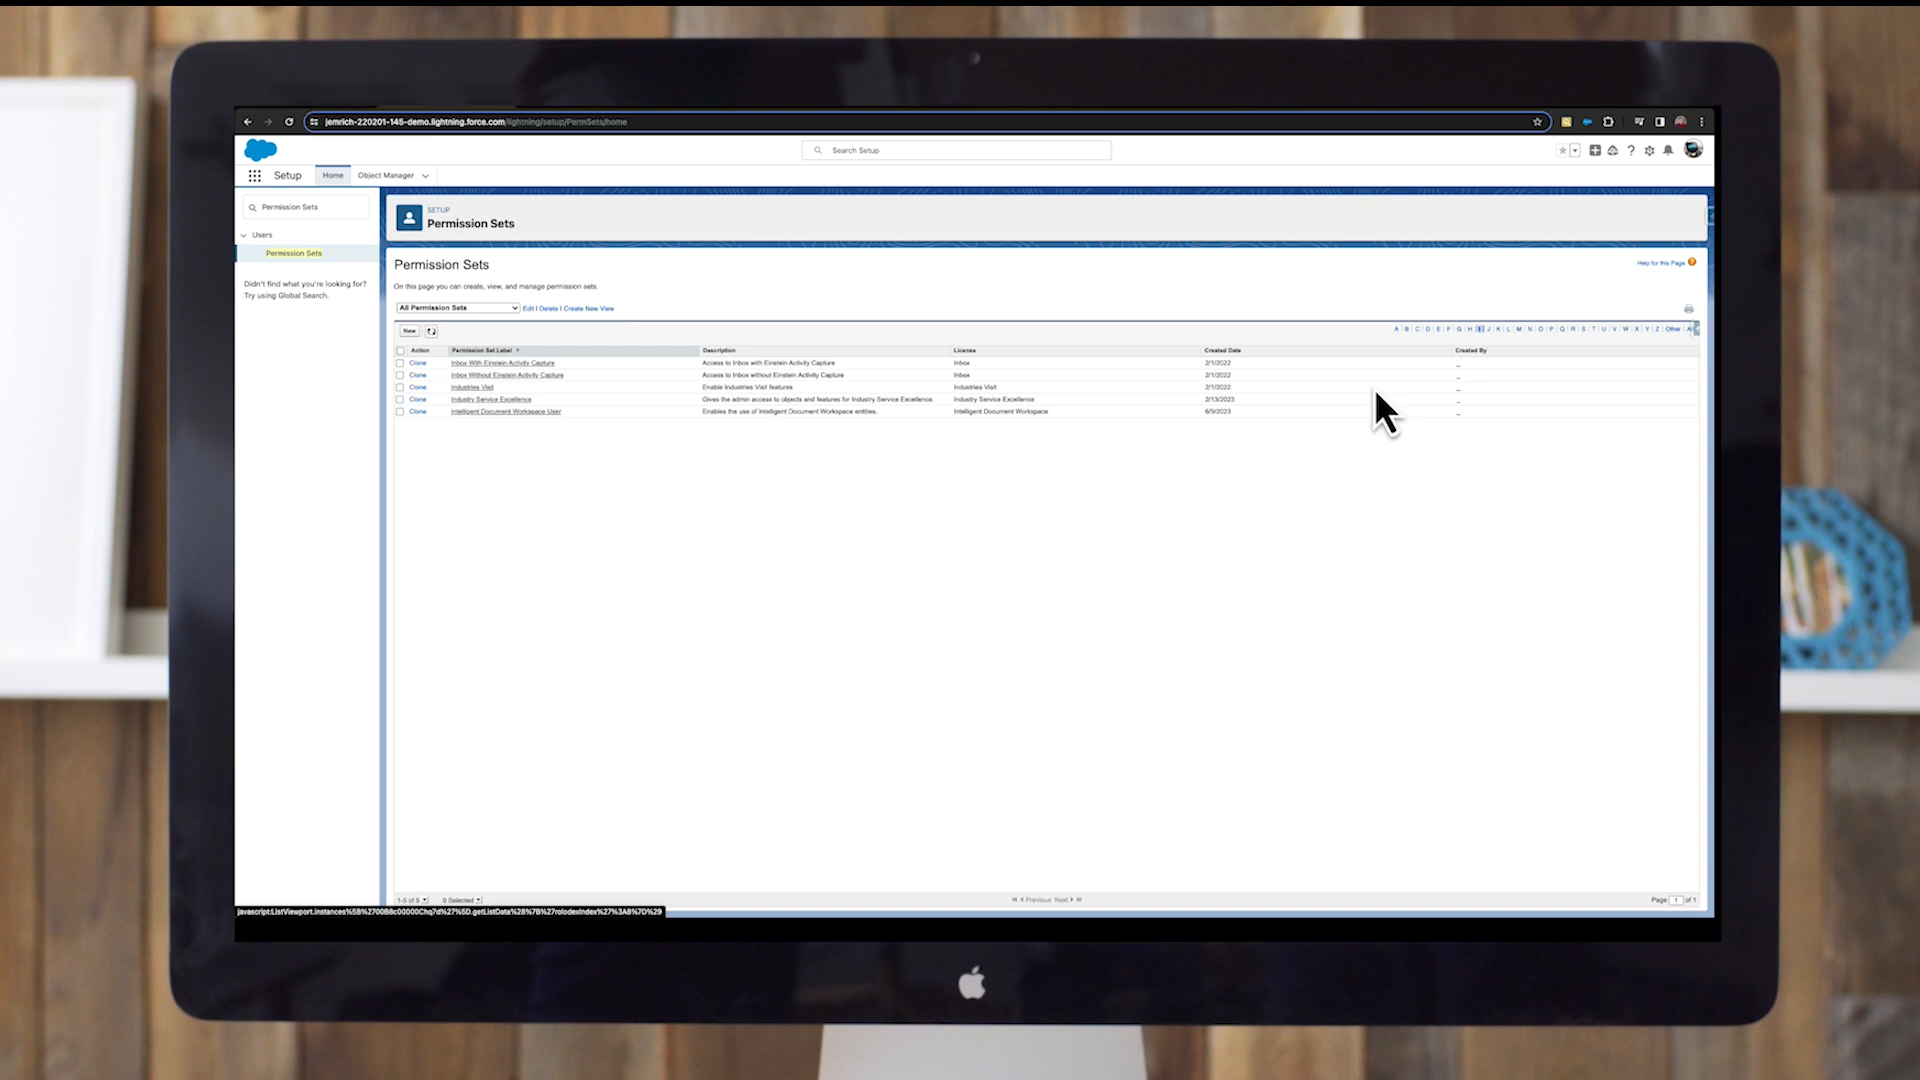 jemrich-220201-145-demo.lightning.force.com/lightning/setup/PermSets/home
Search Setup
Setup Home Object Manager
Permission Sets
Users
Permission Sets
Didn't find what you're looking for?
Try using Global Search.
SETUP
Permission Sets
Permission Sets
Help for this Page
On this page you can create, view, and manage permission sets.
All Permission Sets Edit | Delete | Create New View
New A B C D E F G H I J K L M N O P Q R S T U V W X Y Z Other All
Action Permission Set Label Description License Created Date Created By
Clone Inbox With Einstein Activity Capture Access to Inbox with Einstein Activity Capture Inbox 2/1/2022
Clone Inbox Without Einstein Activity Capture Access to Inbox without Einstein Activity Capture Inbox 2/1/2022
Clone Industries Visit Enable Industries Visit features Industries Visit 2/1/2022
Clone Industry Service Excellence Gives the admin access to objects and features for Industry Service Excellence. Industry Service Excellence 2/13/2023
Clone Intelligent Document Workspace User Enables the use of Intelligent Document Workspace entities. Intelligent Document Workspace 6/9/2023
1-5 of 5 0 Selected Previous Next Page 1 of 1
javascript:ListViewport.instances%5B%2700B8c00000Chq7d%27%5D.getListData%28%7B%27rolodexIndex%27%3A8%7D%29